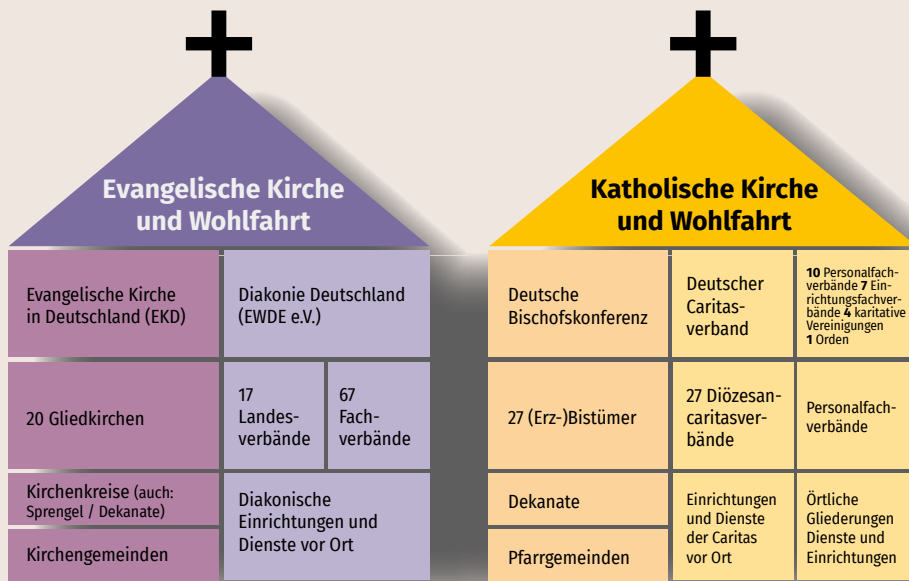 Evangelische Kirche
und Wohlfahrt
Evangelische Kirche
in Deutschland (EKD)
Diakonie Deutschland
(EWDE e.V.)
20 Gliedkirchen
17
Landes-
verbände
67
Fach-
verbände
Kirchenkreise (auch:
Sprengel / Dekanate)
Kirchengemeinden
Diakonische
Einrichtungen und
Dienste vor Ort
Katholische Kirche
und Wohlfahrt
Deutsche
Bischofskonferenz
Deutscher
Caritas-
verband
10 Personalfach-
verbände 7 Ein-
richtungsfachver-
bände 4 karitative
Vereinigungen
1 Orden
27 (Erz-)Bistümer
27 Diözesan-
caritasver-
bände
Personalfach-
verbände
Dekanate
Pfarrgemeinden
Einrichtungen
und Dienste
der Caritas
vor Ort
Örtliche
Gliederungen
Dienste und
Einrichtungen